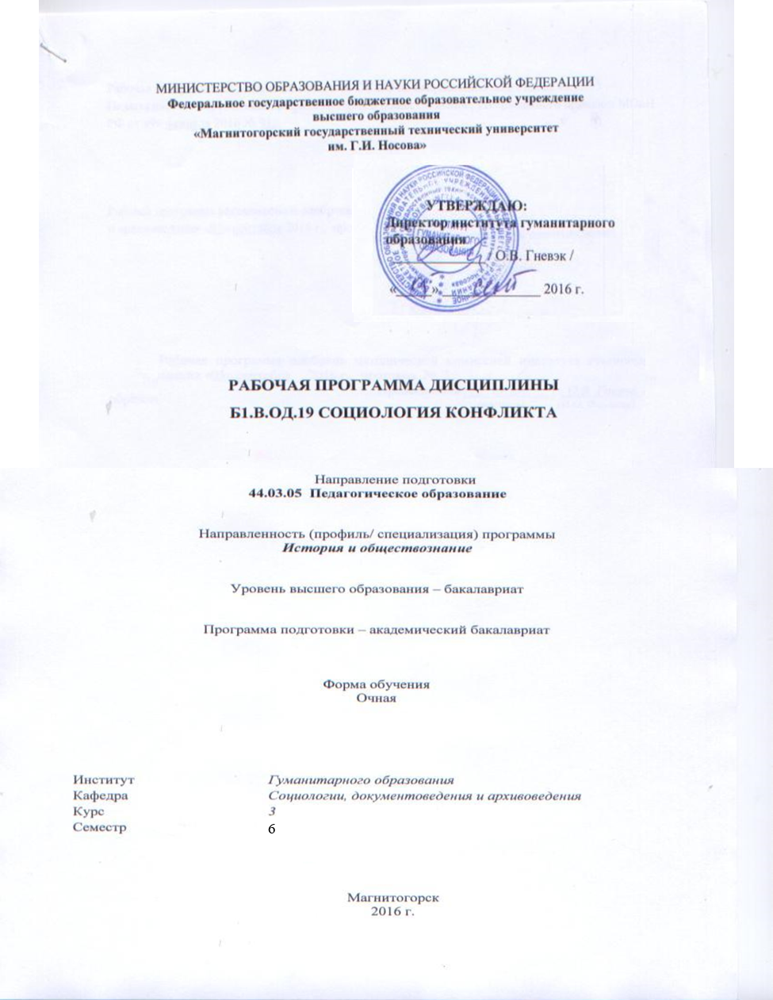 МИНИСТЕРСТВО ОБРАЗОВАНИЯ И НАУКИ РОССИЙСКОЙ ФЕДЕРАЦИИ
Федеральное государственное бюджетное образовательное учреждение
высшего образования
«Магнитогорский государственный технический университет
им. Г.И. Носова»
УТВЕРЖДАЮ:
Директор института гуманитарного
образования
/ О.В. Гневэк /
« » 2016 г.
РАБОЧАЯ ПРОГРАММА ДИСЦИПЛИНЫ
Б1.В.ОД.19 СОЦИОЛОГИЯ КОНФЛИКТА
Направление подготовки
44.03.05 Педагогическое образование
Направленность (профиль/ специализация) программы
История и обществознание
Уровень высшего образования – бакалавриат
Программа подготовки – академический бакалавриат
Форма обучения
Очная
Институт Гуманитарного образования
Кафедра Социологии, документоведения и архивоведения
Курс 3
Семестр 6
Магнитогорск
2016 г.